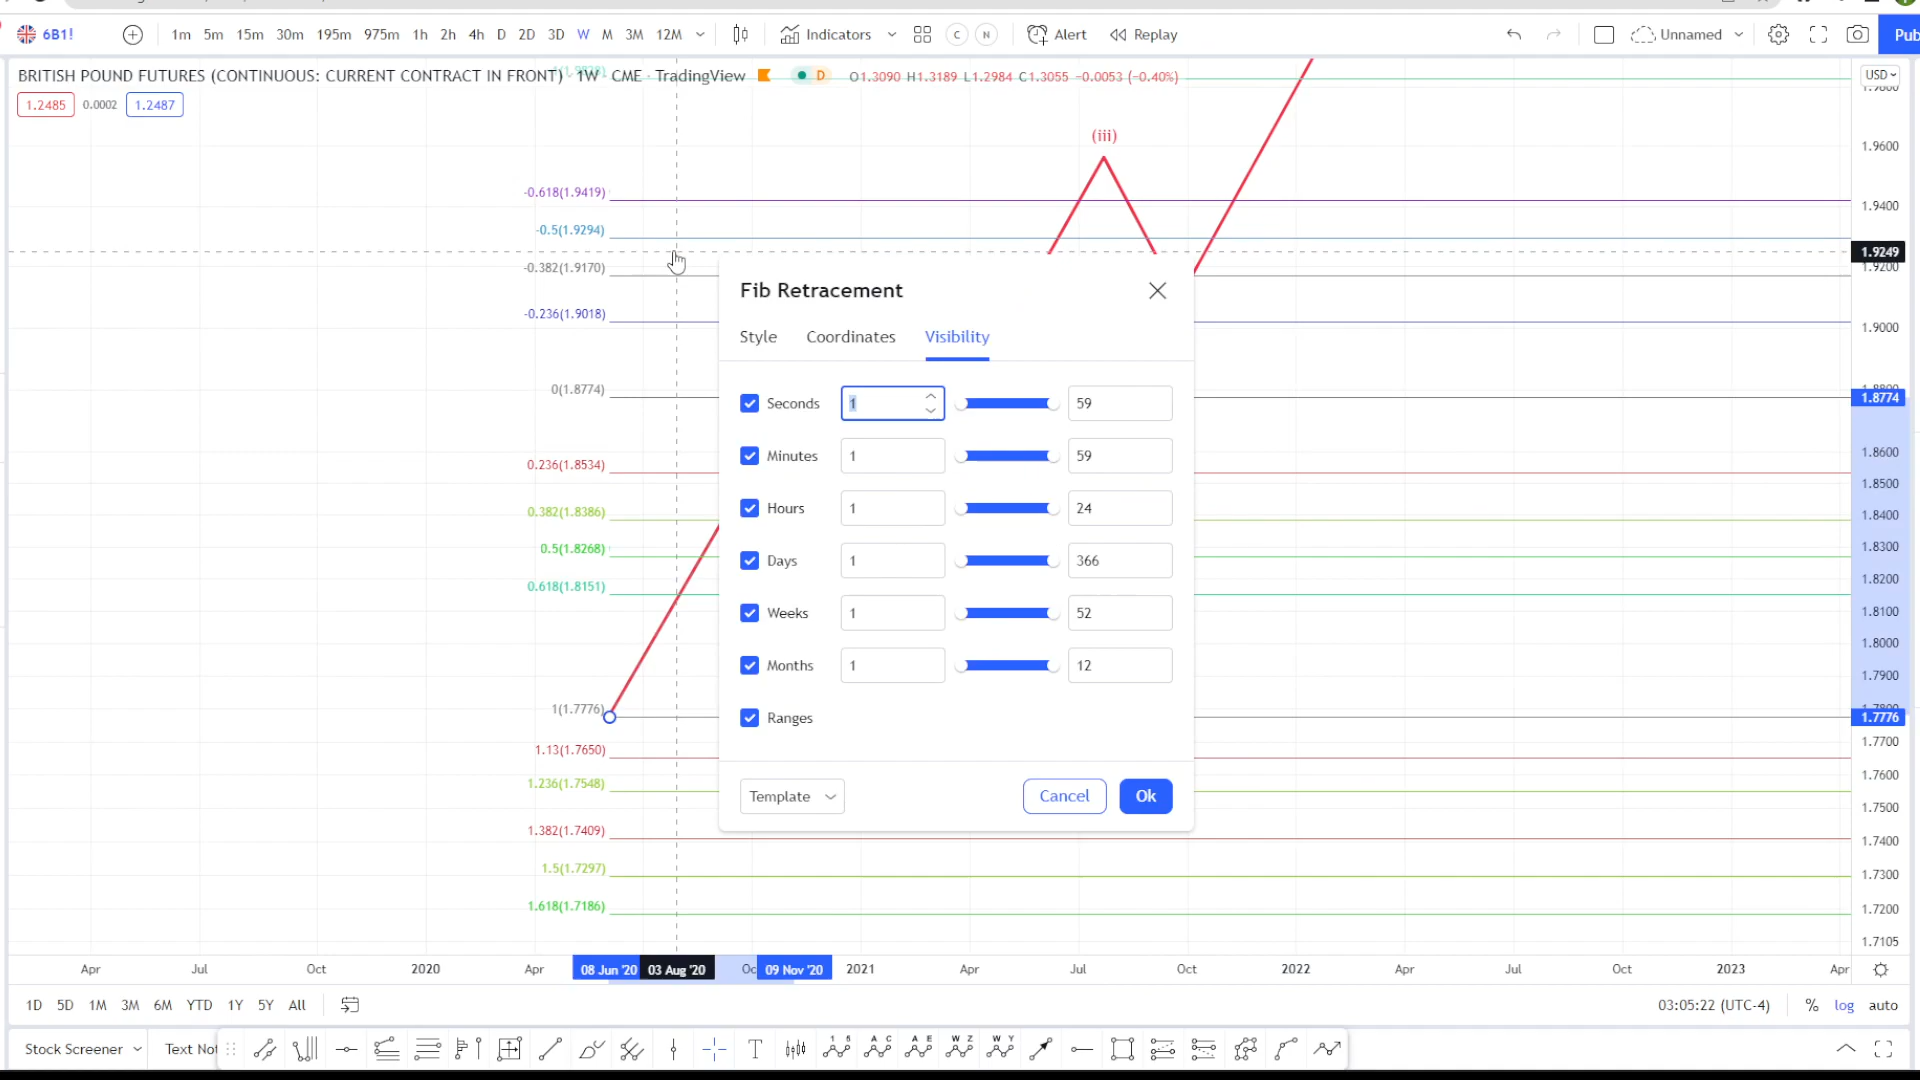 6B1! 1m 5m 15m 30m 195m 975m 1h 2h 4h D 2D 3D W M 3M 12M Indicators C N Alert Replay Unnamed Pub
BRITISH POUND FUTURES (CONTINUOUS: CURRENT CONTRACT IN FRONT) · 1W · CME · TradingView D O1.3090 H1.3189 L1.2984 C1.3055 −0.0053 (−0.40%) USD
1.2485 0.0002 1.2487
(iii)
1.9600
-0.618(1.9419)
1.9400
-0.5(1.9294)
1.9249
-0.382(1.9170)
1.9200
Fib Retracement
-0.236(1.9018)
1.9000
Style Coordinates Visibility
0(1.8774)
1.8774
Seconds 1 59
1.8600
Minutes 1 59
0.236(1.8534)
1.8500
Hours 1 24
0.382(1.8386)
1.8400
0.5(1.8268)
1.8300
Days 1 366
1.8200
0.618(1.8151)
Weeks 1 52
1.8100
1.8000
Months 1 12
1.7900
1(1.7776)
1.7776
Ranges
1.13(1.7650)
1.7700
1.7600
1.236(1.7548)
Template Cancel Ok
1.7500
1.382(1.7409)
1.7400
1.5(1.7297)
1.7300
1.618(1.7186)
1.7200
1.7105
Apr Jul Oct 2020 Apr 08 Jun '20 03 Aug '20 09 Nov '20 2021 Apr Jul Oct 2022 Apr Jul Oct 2023 Apr
1D 5D 1M 3M 6M YTD 1Y 5Y All 03:05:22 (UTC-4) % log auto
Stock Screener Text Not